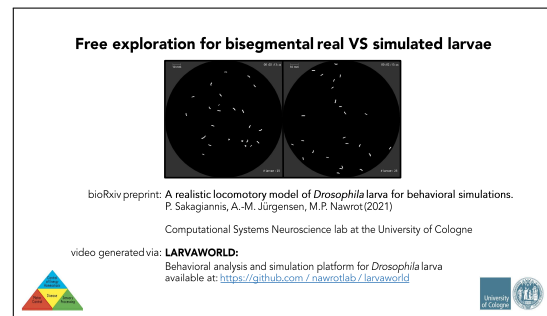 Free exploration for bisegmental real VS simulated larvae
bioRxiv preprint: A realistic locomotory model of Drosophila larva for behavioral simulations.
P. Sakagiannis, A.-M. Jürgensen, M.P. Nawrot (2021)
Computational Systems Neuroscience lab at the University of Cologne
video generated via: LARVAWORLD:
Behavioral analysis and simulation platform for Drosophila larva
available at: https://github.com / nawrotlab / larvaworld
University
of Cologne